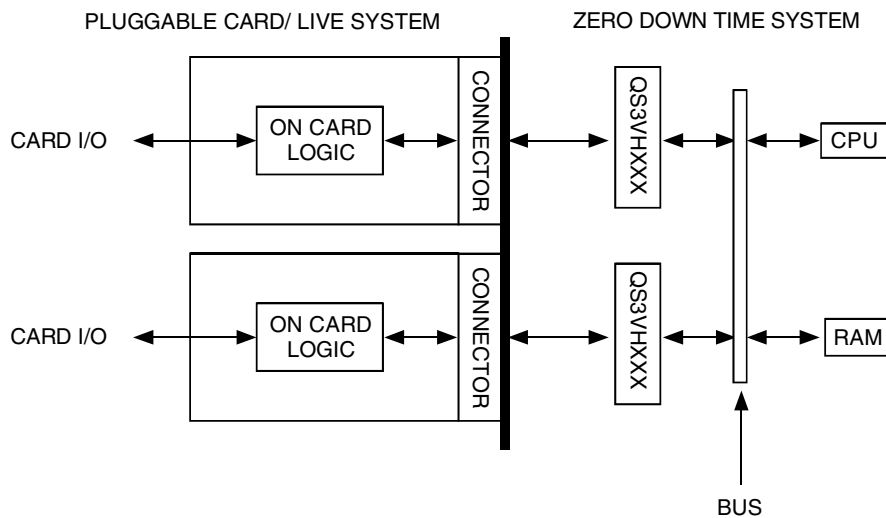 PLUGGABLE CARD/ LIVE SYSTEM
ZERO DOWN TIME SYSTEM
CARD I/O
ON CARD
LOGIC
CONNECTOR
QS3VHXXX
CPU
CARD I/O
ON CARD
LOGIC
CONNECTOR
QS3VHXXX
RAM
BUS